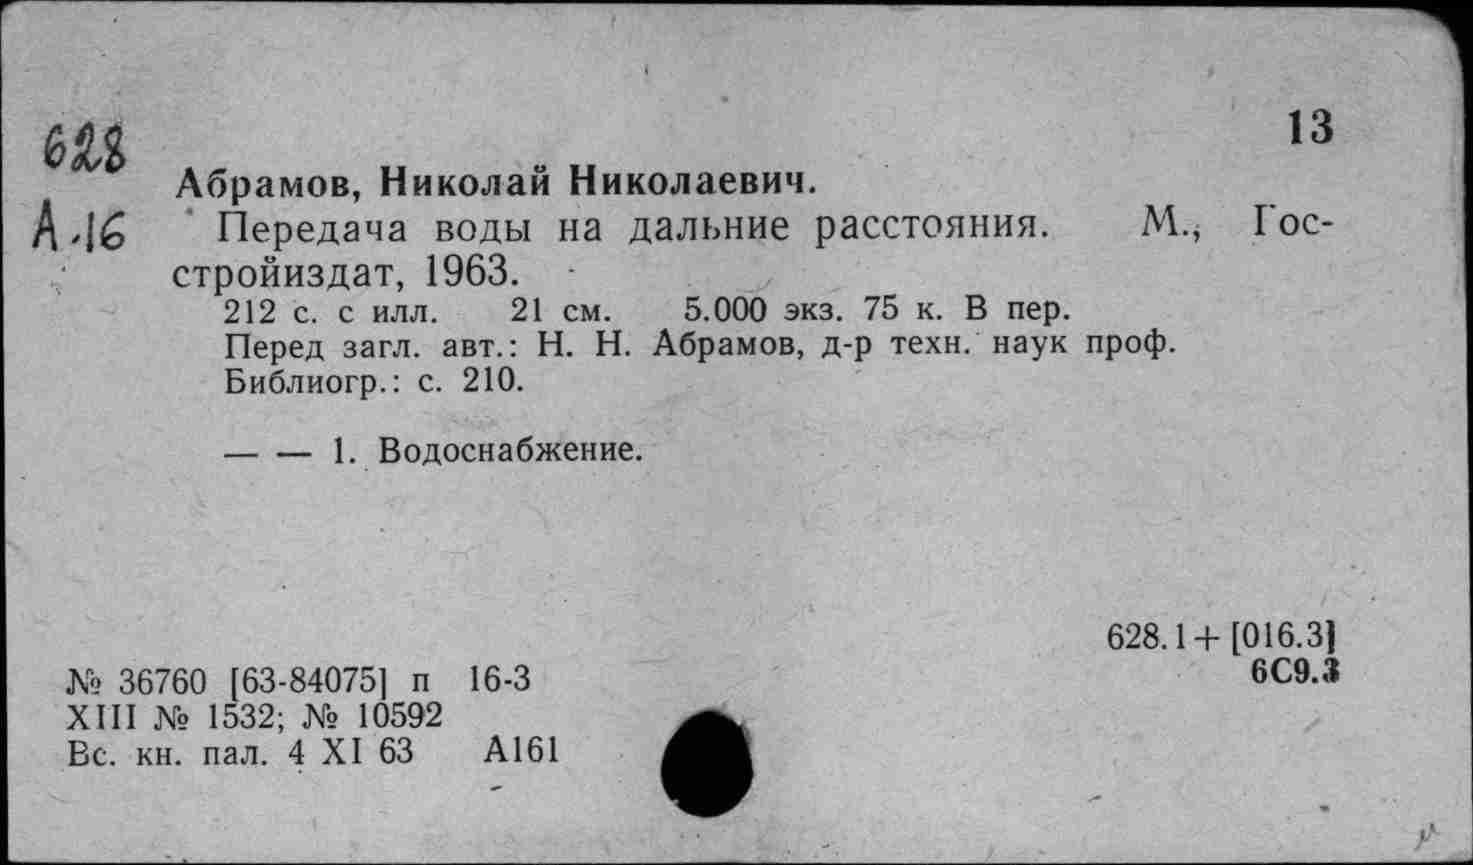 13
628
Абрамов, Николай Николаевич.
А-16
Передача воды на дальние расстояния. М., Гос-
стройиздат, 1963.
212 с. с илл. 21 см. 5.000 экз. 75 к. В пер.
Перед загл. авт.: Н. Н. Абрамов, д-р техн. наук проф.
Библиогр.: с. 210.
— — 1. Водоснабжение.
628.1+[016.3]
6С9.3
№ 36760 [63-84075] п 16-3
XIII № 1532; № 10592
Вс. кн. пал. 4 XI 63 А161